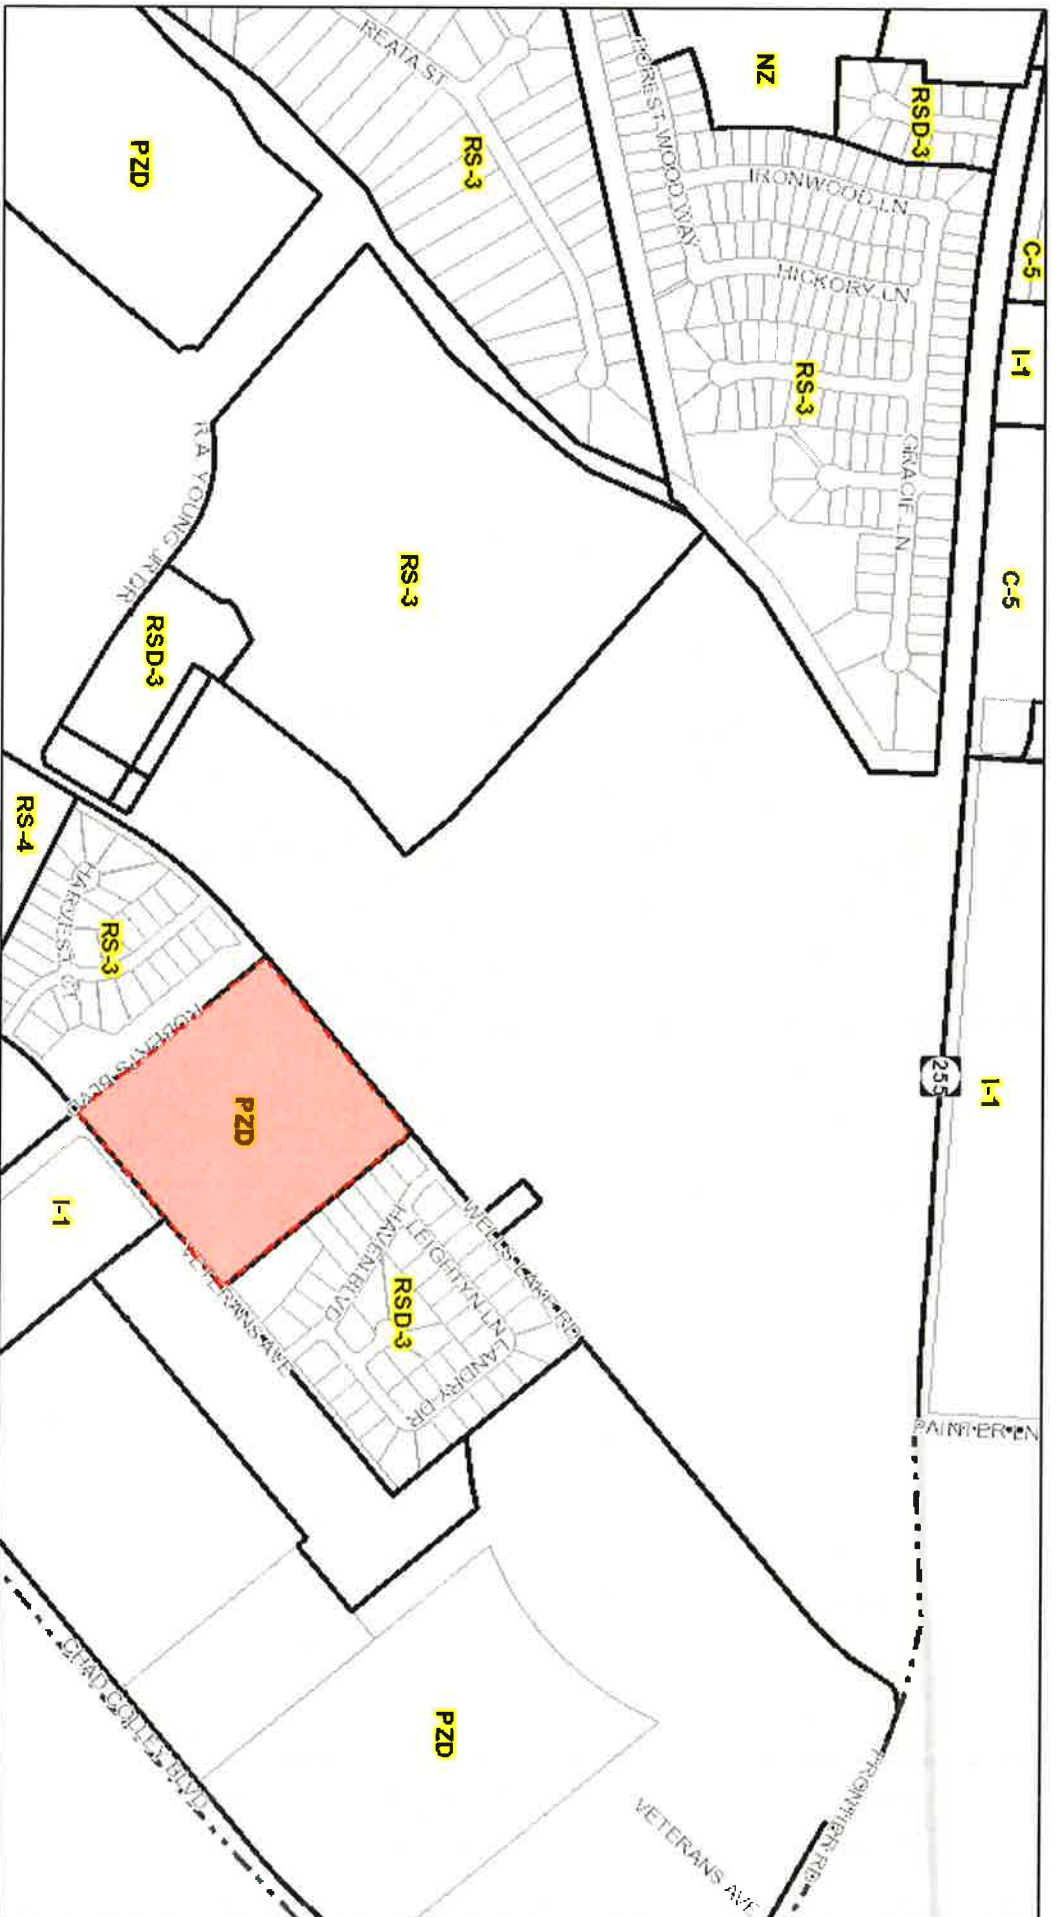 REATA ST
FOREST WOOD WAY
NZ
RSD-3
PZD
RS-3
IRONWOOD LN
HICKORY LN
C-5
I-1
RS-3
GRACIE LN
C-5
R A YOUNG JR DR
RS-3
RSD-3
RS-4
HARVEST CT
RS-3
ROBERTS BLVD
PZD
I-1
255
I-1
WELLS LAKE RD
LEIGHTYN LN
HAVEN BLVD
RSD-3
LANDRY DR
VETERANS AVE
PAINTER LN
CHAD COLLEY BLVD
PZD
VETERANS AVE
FRONTIER RD